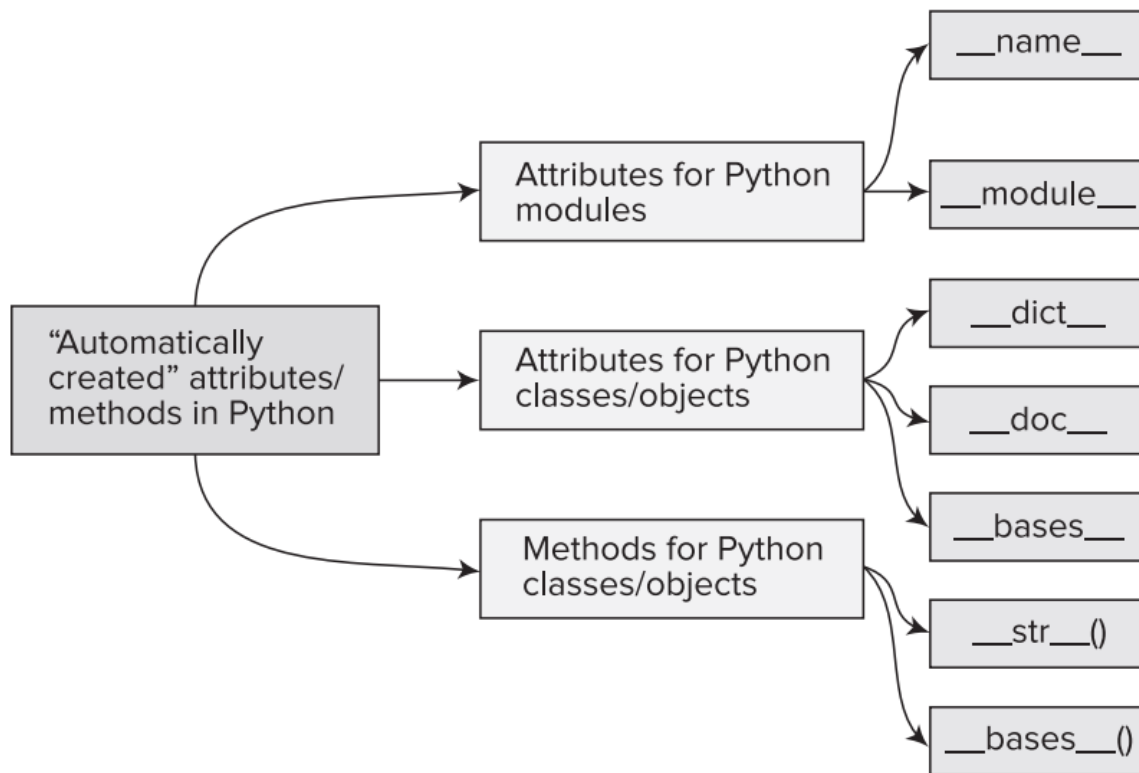 __name__
Attributes for Python
modules
__module__
“Automatically
created” attributes/
methods in Python
Attributes for Python
classes/objects
__dict__
__doc__
__bases__
Methods for Python
classes/objects
__str__()
__bases__()